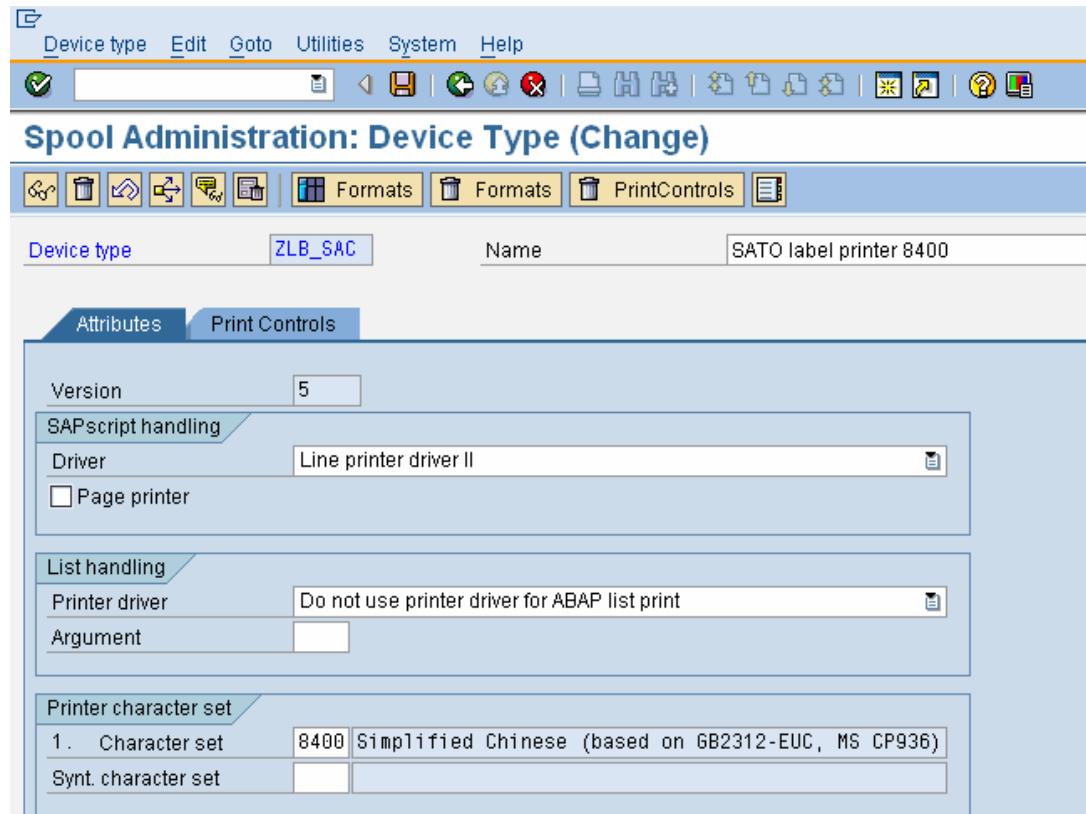 Device type Edit Goto Utilities System Help
Spool Administration: Device Type (Change)
Formats Formats PrintControls
Device type ZLB_SAC Name SATO label printer 8400
Attributes Print Controls
Version 5
SAPscript handling
Driver Line printer driver II
Page printer
List handling
Printer driver Do not use printer driver for ABAP list print
Argument
Printer character set
1. Character set 8400 Simplified Chinese (based on GB2312-EUC, MS CP936)
Synt. character set